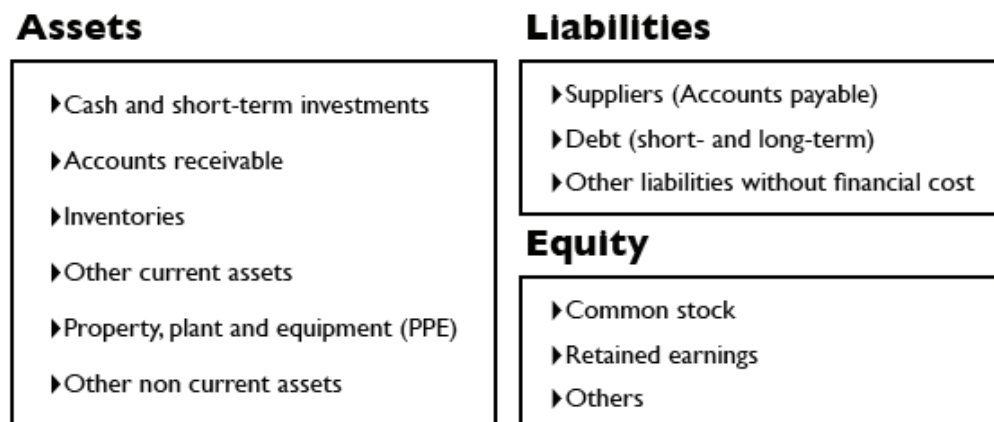 Assets
Cash and short-term investments
Accounts receivable
Inventories
Other current assets
Property, plant and equipment (PPE)
Other non current assets
Liabilities
Suppliers (Accounts payable)
Debt (short- and long-term)
Other liabilities without financial cost
Equity
Common stock
Retained earnings
Others